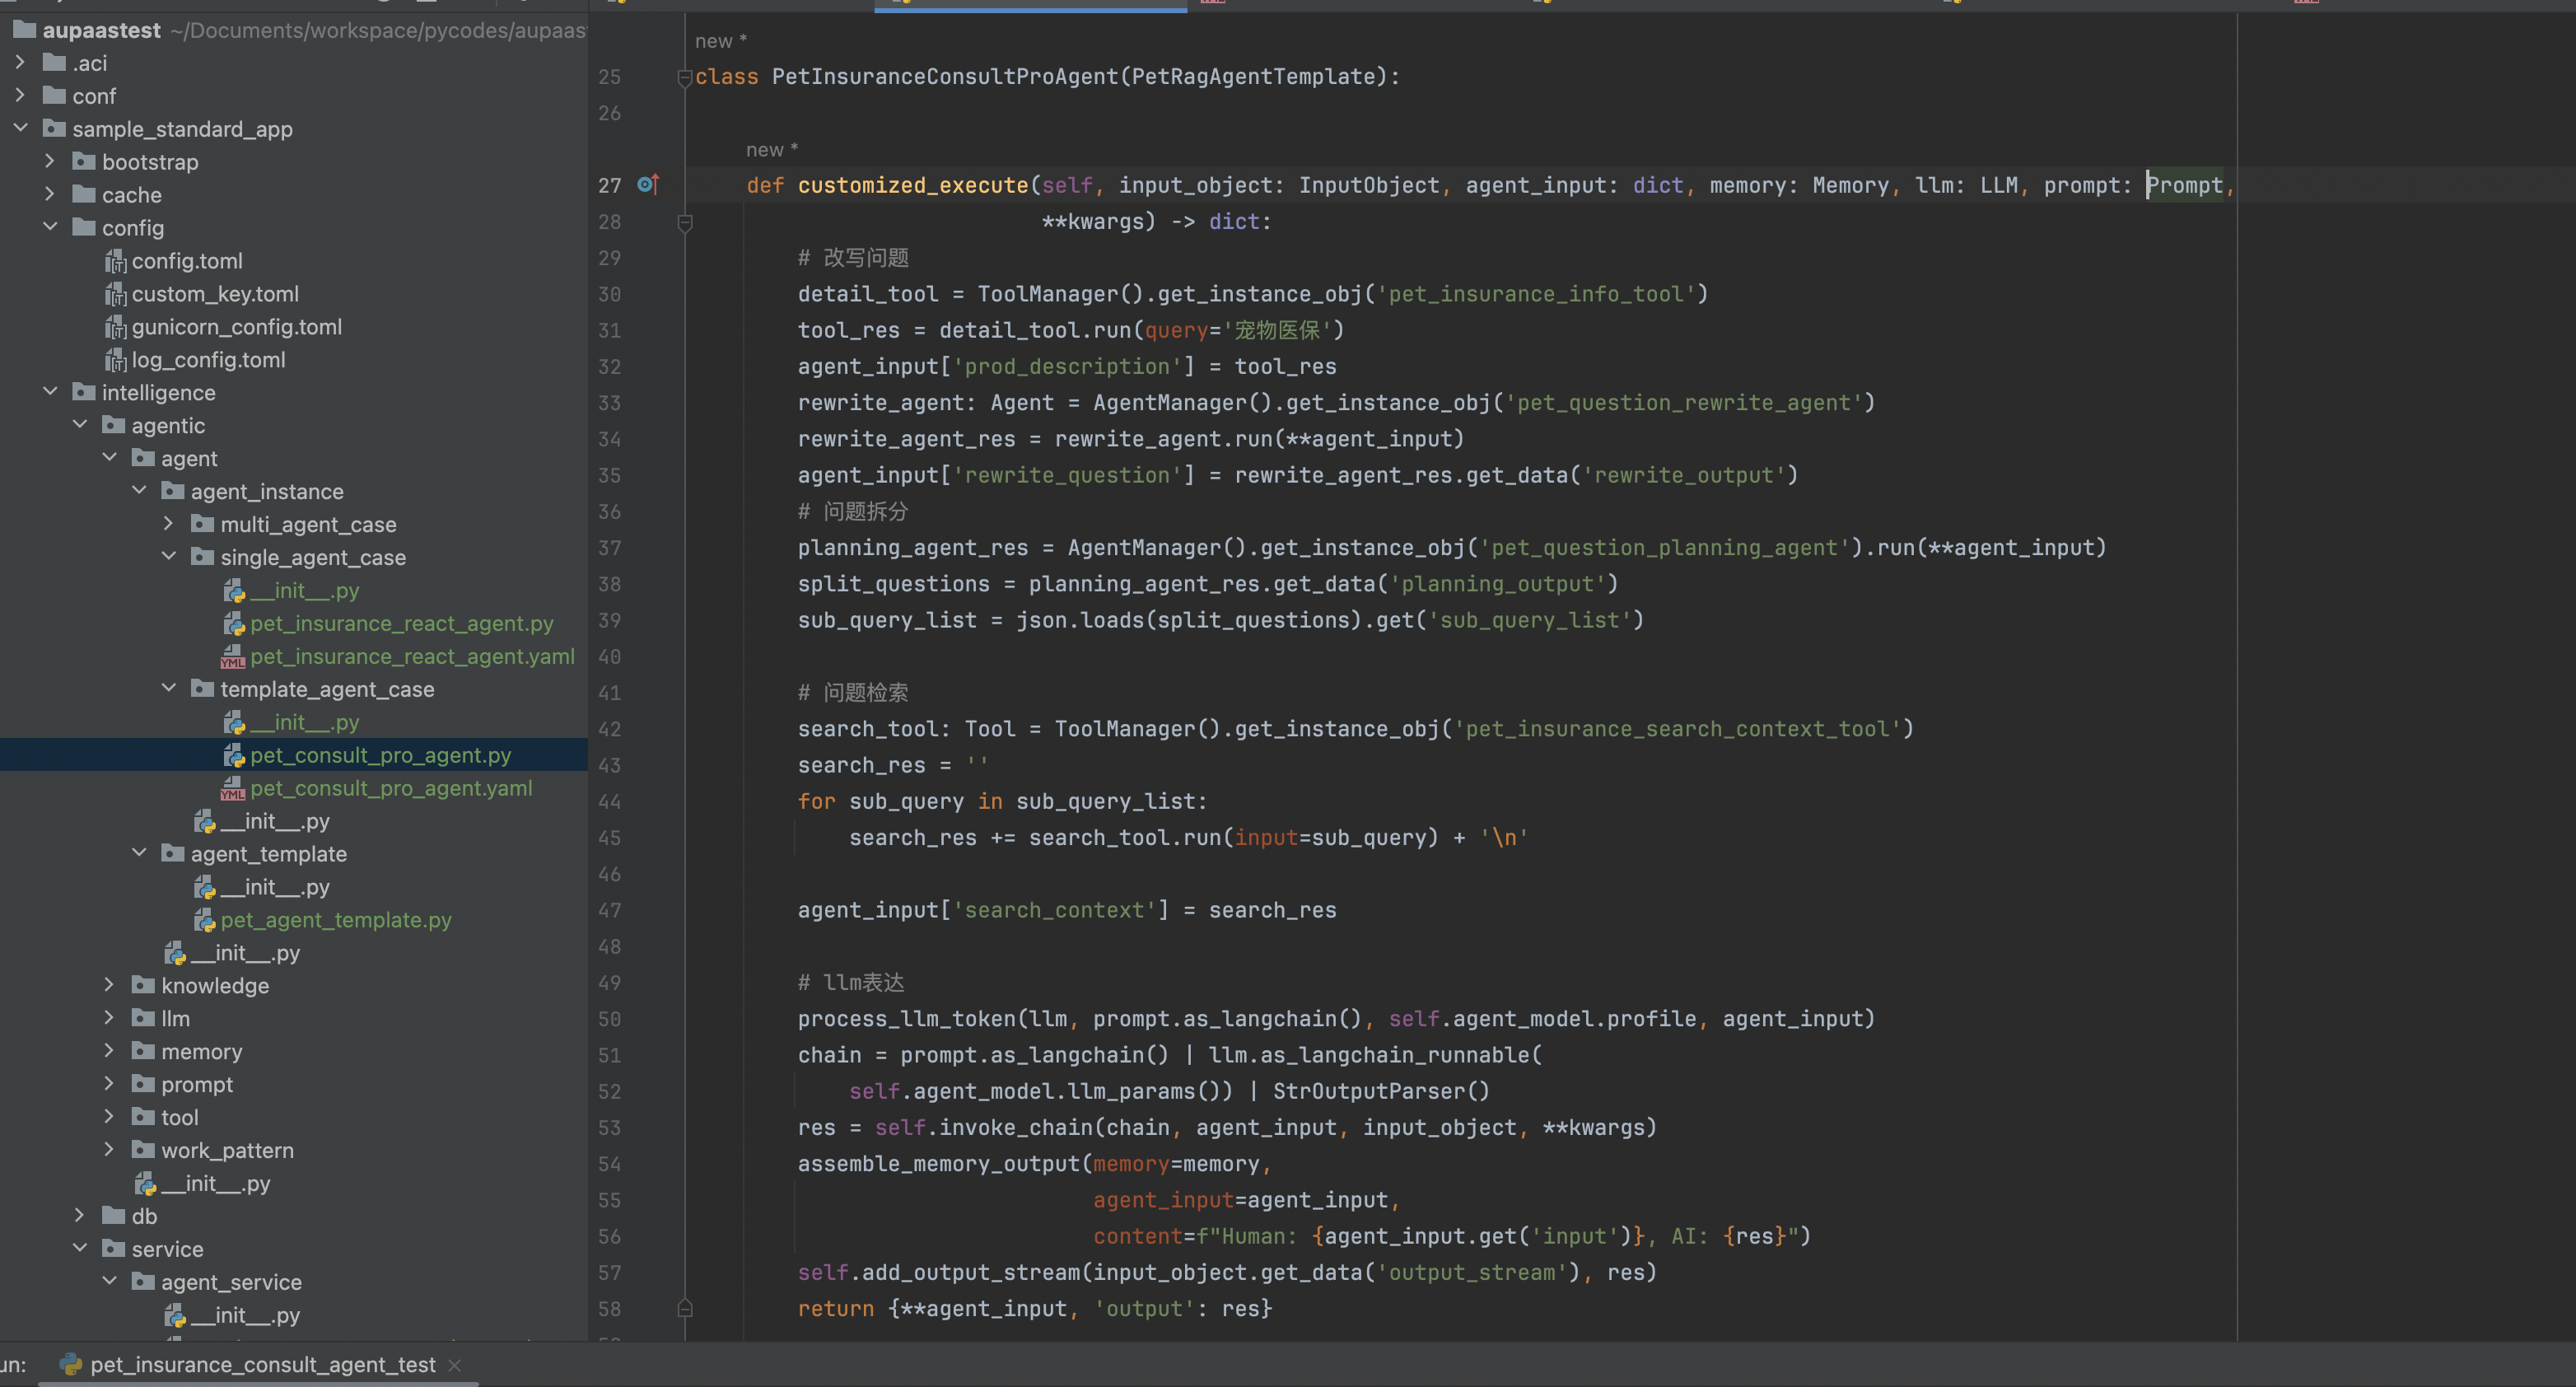 aupaastest ~/Documents/workspace/pycodes/aupaas
.aci
conf
sample_standard_app
bootstrap
cache
config
config.toml
custom_key.toml
gunicorn_config.toml
log_config.toml
intelligence
agentic
agent
agent_instance
multi_agent_case
single_agent_case
__init__.py
pet_insurance_react_agent.py
pet_insurance_react_agent.yaml
template_agent_case
__init__.py
pet_consult_pro_agent.py
pet_consult_pro_agent.yaml
__init__.py
agent_template
__init__.py
pet_agent_template.py
__init__.py
knowledge
llm
memory
prompt
tool
work_pattern
__init__.py
db
service
agent_service
__init__.py
new *
25 class PetInsuranceConsultProAgent(PetRagAgentTemplate):
26
new *
27 def customized_execute(self, input_object: InputObject, agent_input: dict, memory: Memory, llm: LLM, prompt: Prompt,
28 **kwargs) -> dict:
29 # 改写问题
30 detail_tool = ToolManager().get_instance_obj('pet_insurance_info_tool')
31 tool_res = detail_tool.run(query='宠物医保')
32 agent_input['prod_description'] = tool_res
33 rewrite_agent: Agent = AgentManager().get_instance_obj('pet_question_rewrite_agent')
34 rewrite_agent_res = rewrite_agent.run(**agent_input)
35 agent_input['rewrite_question'] = rewrite_agent_res.get_data('rewrite_output')
36 # 问题拆分
37 planning_agent_res = AgentManager().get_instance_obj('pet_question_planning_agent').run(**agent_input)
38 split_questions = planning_agent_res.get_data('planning_output')
39 sub_query_list = json.loads(split_questions).get('sub_query_list')
40
41 # 问题检索
42 search_tool: Tool = ToolManager().get_instance_obj('pet_insurance_search_context_tool')
43 search_res = ''
44 for sub_query in sub_query_list:
45 search_res += search_tool.run(input=sub_query) + '\n'
46
47 agent_input['search_context'] = search_res
48
49 # llm表达
50 process_llm_token(llm, prompt.as_langchain(), self.agent_model.profile, agent_input)
51 chain = prompt.as_langchain() | llm.as_langchain_runnable(
52 self.agent_model.llm_params()) | StrOutputParser()
53 res = self.invoke_chain(chain, agent_input, input_object, **kwargs)
54 assemble_memory_output(memory=memory,
55 agent_input=agent_input,
56 content=f"Human: {agent_input.get('input')}, AI: {res}")
57 self.add_output_stream(input_object.get_data('output_stream'), res)
58 return {**agent_input, 'output': res}
un: pet_insurance_consult_agent_test